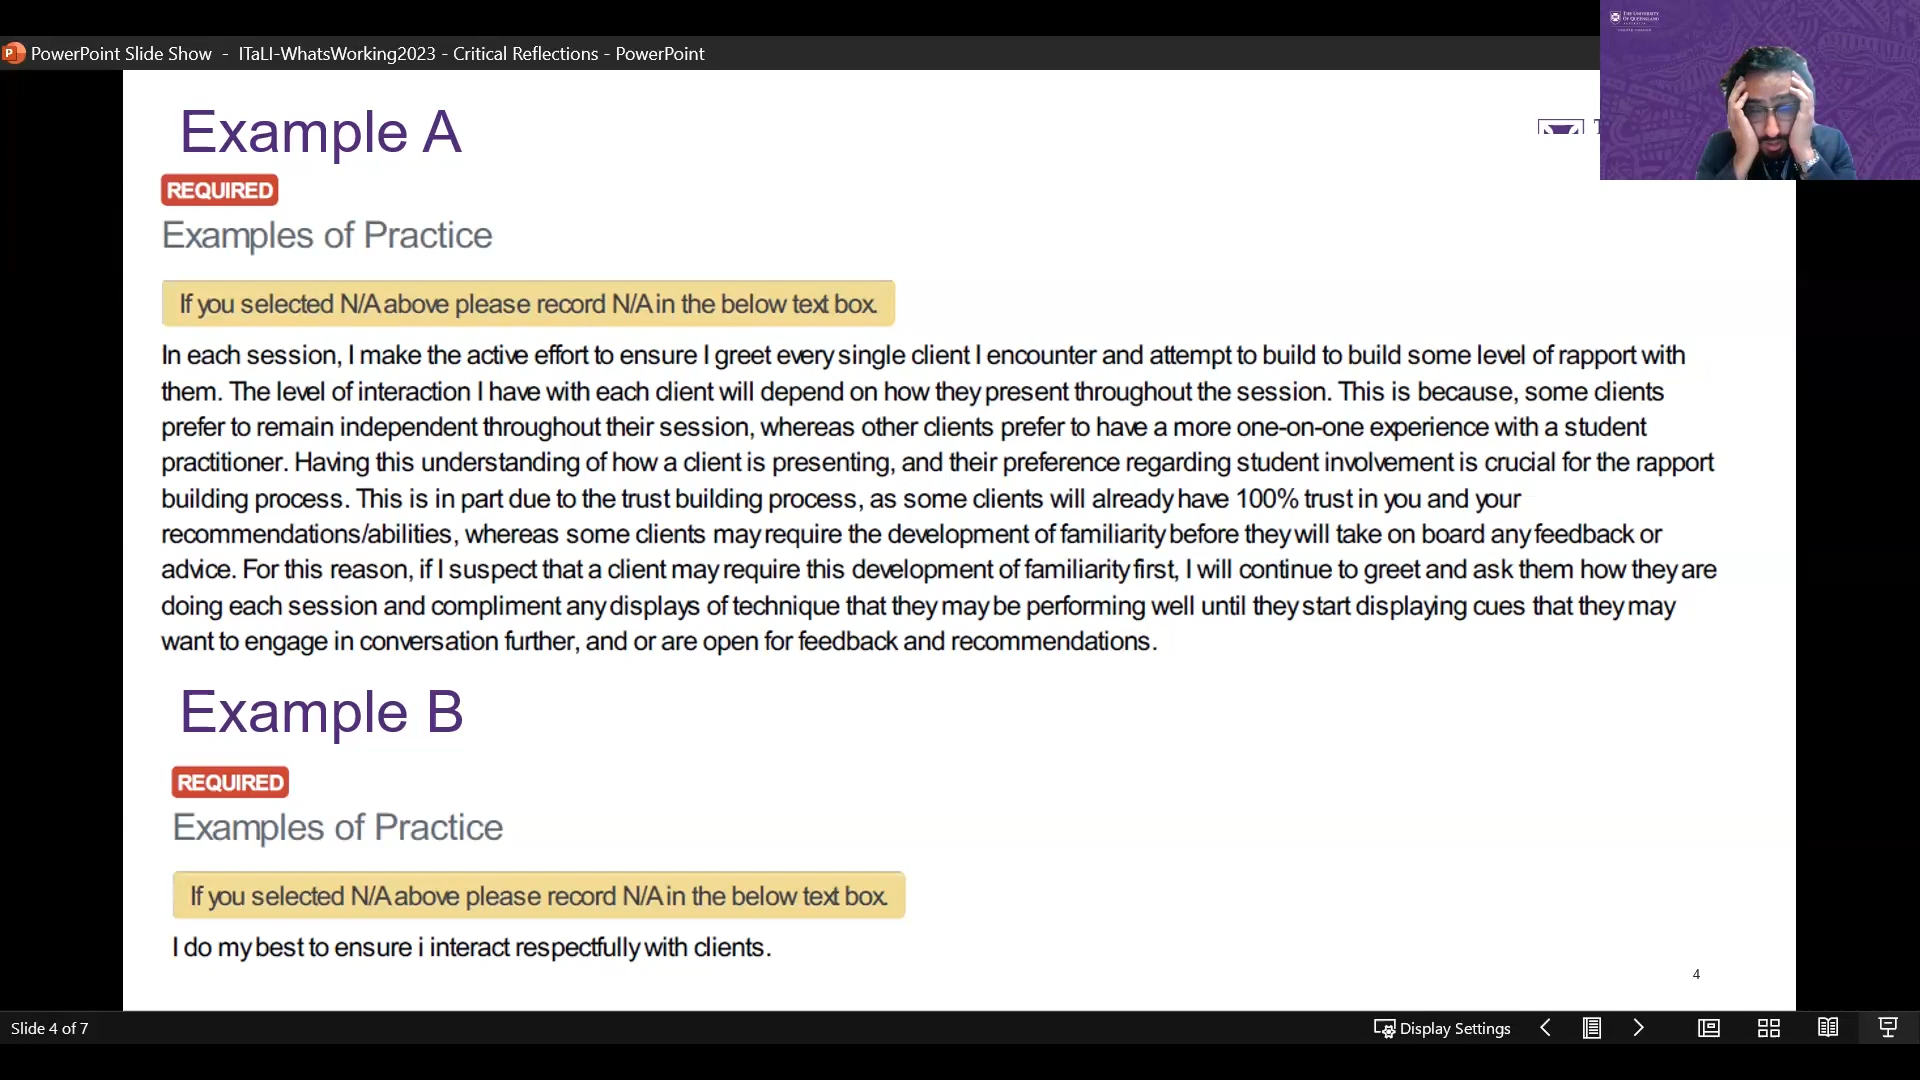 PowerPoint Slide Show - ITaLI-WhatsWorking2023 - Critical Reflections - PowerPoint
THE UNIVERSITY
OF QUEENSLAND
Example A
REQUIRED
Examples of Practice
If you selected N/A above please record N/A in the below text box.
In each session, I make the active effort to ensure I greet every single client I encounter and attempt to build to build some level of rapport with
them. The level of interaction I have with each client will depend on how they present throughout the session. This is because, some clients
prefer to remain independent throughout their session, whereas other clients prefer to have a more one-on-one experience with a student
practitioner. Having this understanding of how a client is presenting, and their preference regarding student involvement is crucial for the rapport
building process. This is in part due to the trust building process, as some clients will already have 100% trust in you and your
recommendations/abilities, whereas some clients may require the development of familiarity before they will take on board any feedback or
advice. For this reason, if I suspect that a client may require this development of familiarity first, I will continue to greet and ask them how they are
doing each session and compliment any displays of technique that they may be performing well until they start displaying cues that they may
want to engage in conversation further, and or are open for feedback and recommendations.
Example B
REQUIRED
Examples of Practice
If you selected N/A above please record N/A in the below text box.
I do my best to ensure i interact respectfully with clients.
4
Slide 4 of 7
Display Settings